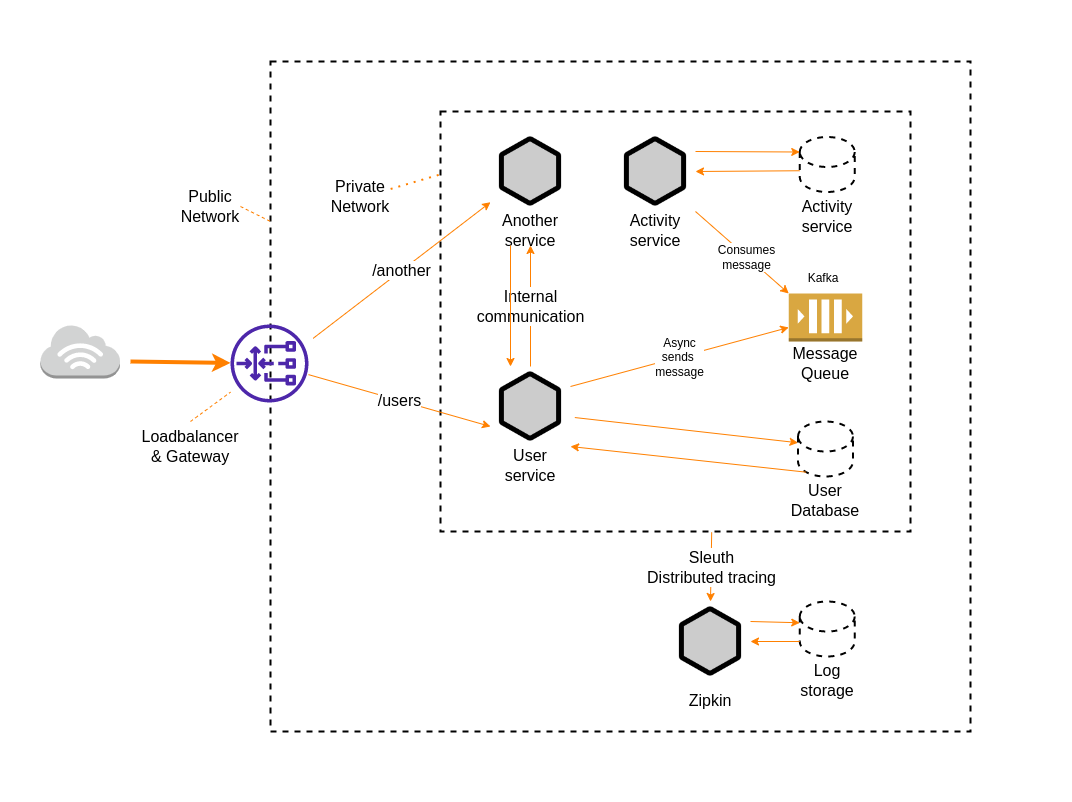 Public
Network
Private
Network
Another
service
Activity
service
Activity
service
/another
Consumes
message
Kafka
Internal
communication
Async
sends
message
Message
Queue
/users
Loadbalancer
& Gateway
User
service
User
Database
Sleuth
Distributed tracing
Zipkin
Log
storage